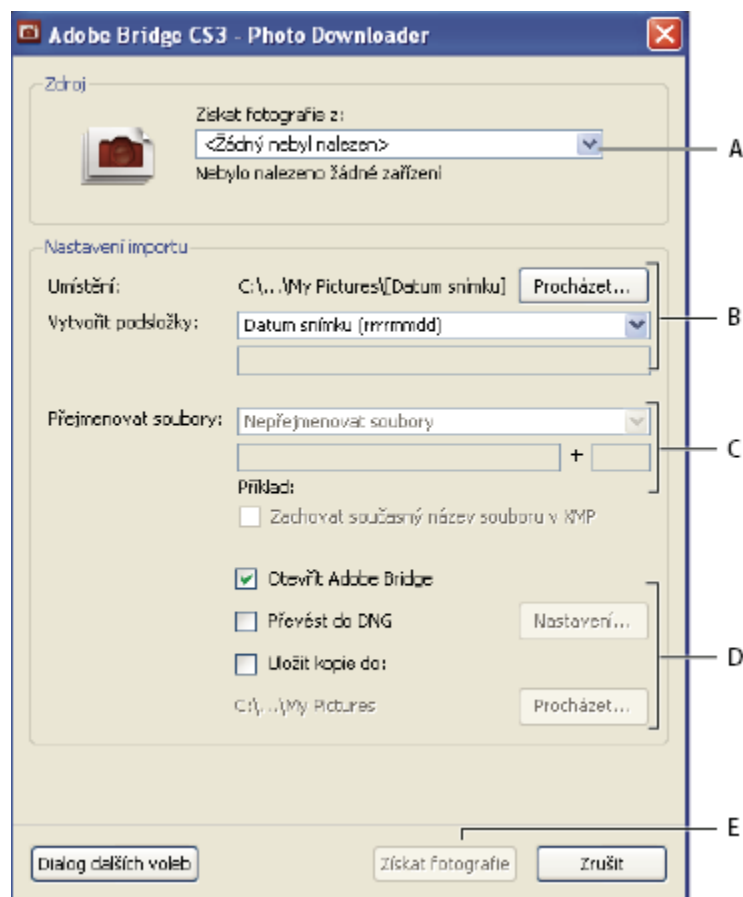 Adobe Bridge CS3 - Photo Downloader
Zdroj
Získat fotografie z:
<Žádný nebyl nalezen>
A
Nebylo nalezeno žádné zařízení
Nastavení importu
Umístění: C:\...\My Pictures\[Datum snímku] Procházet...
B
Vytvořit podsložky: Datum snímku (rrrrmmdd)
Přejmenovat soubory: Nepřejmenovat soubory
C
+
Příklad:
Zachovat současný název souboru v XMP
Otevřít Adobe Bridge
Převést do DNG Nastavení...
D
Uložit kopie do:
C:\...\My Pictures Procházet...
E
Dialog dalších voleb Získat fotografie Zrušit